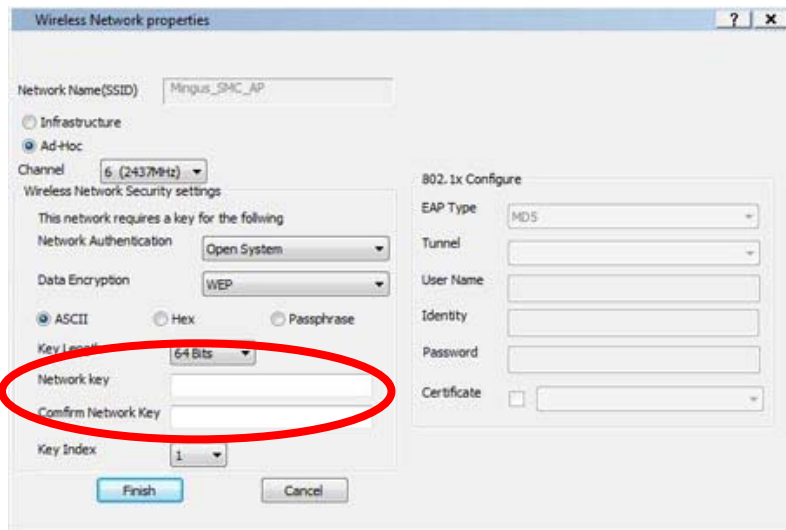 Wireless Network properties
? x
Network Name(SSID) Mingus_SMC_AP
Infrastructure
Ad-Hoc
Channel 6 (2437MHz)
Wireless Network Security settings
This network requires a key for the follwing
Network Authentication Open System
Data Encryption WEP
ASCII Hex Passphrase
Key Length 64 Bits
Network key
Comfirm Network Key
Key Index 1
Finish Cancel
802.1x Configure
EAP Type MD5
Tunnel
User Name
Identity
Password
Certificate